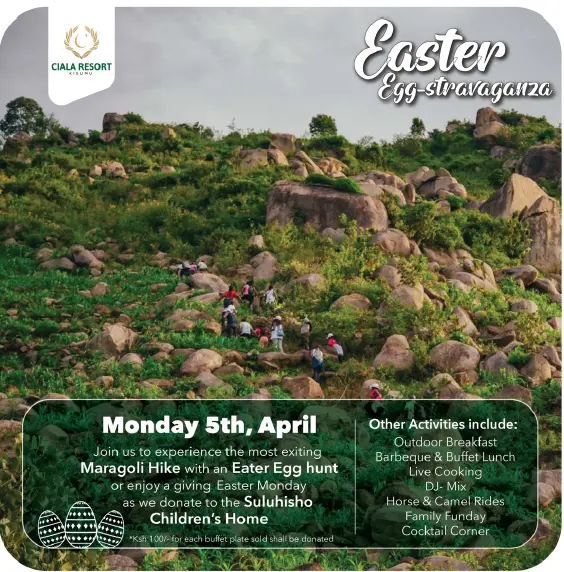 CIALA RESORT
KISUMU
Easter
Egg-stravaganza
Monday 5th, April
Join us to experience the most exiting
Maragoli Hike with an Eater Egg hunt
or enjoy a giving Easter Monday
as we donate to the Suluhisho
Children's Home
*Ksh 100/- for each buffet plate sold shall be donated
Other Activities include:
Outdoor Breakfast
Barbeque & Buffet Lunch
Live Cooking
DJ- Mix
Horse & Camel Rides
Family Funday
Cocktail Corner